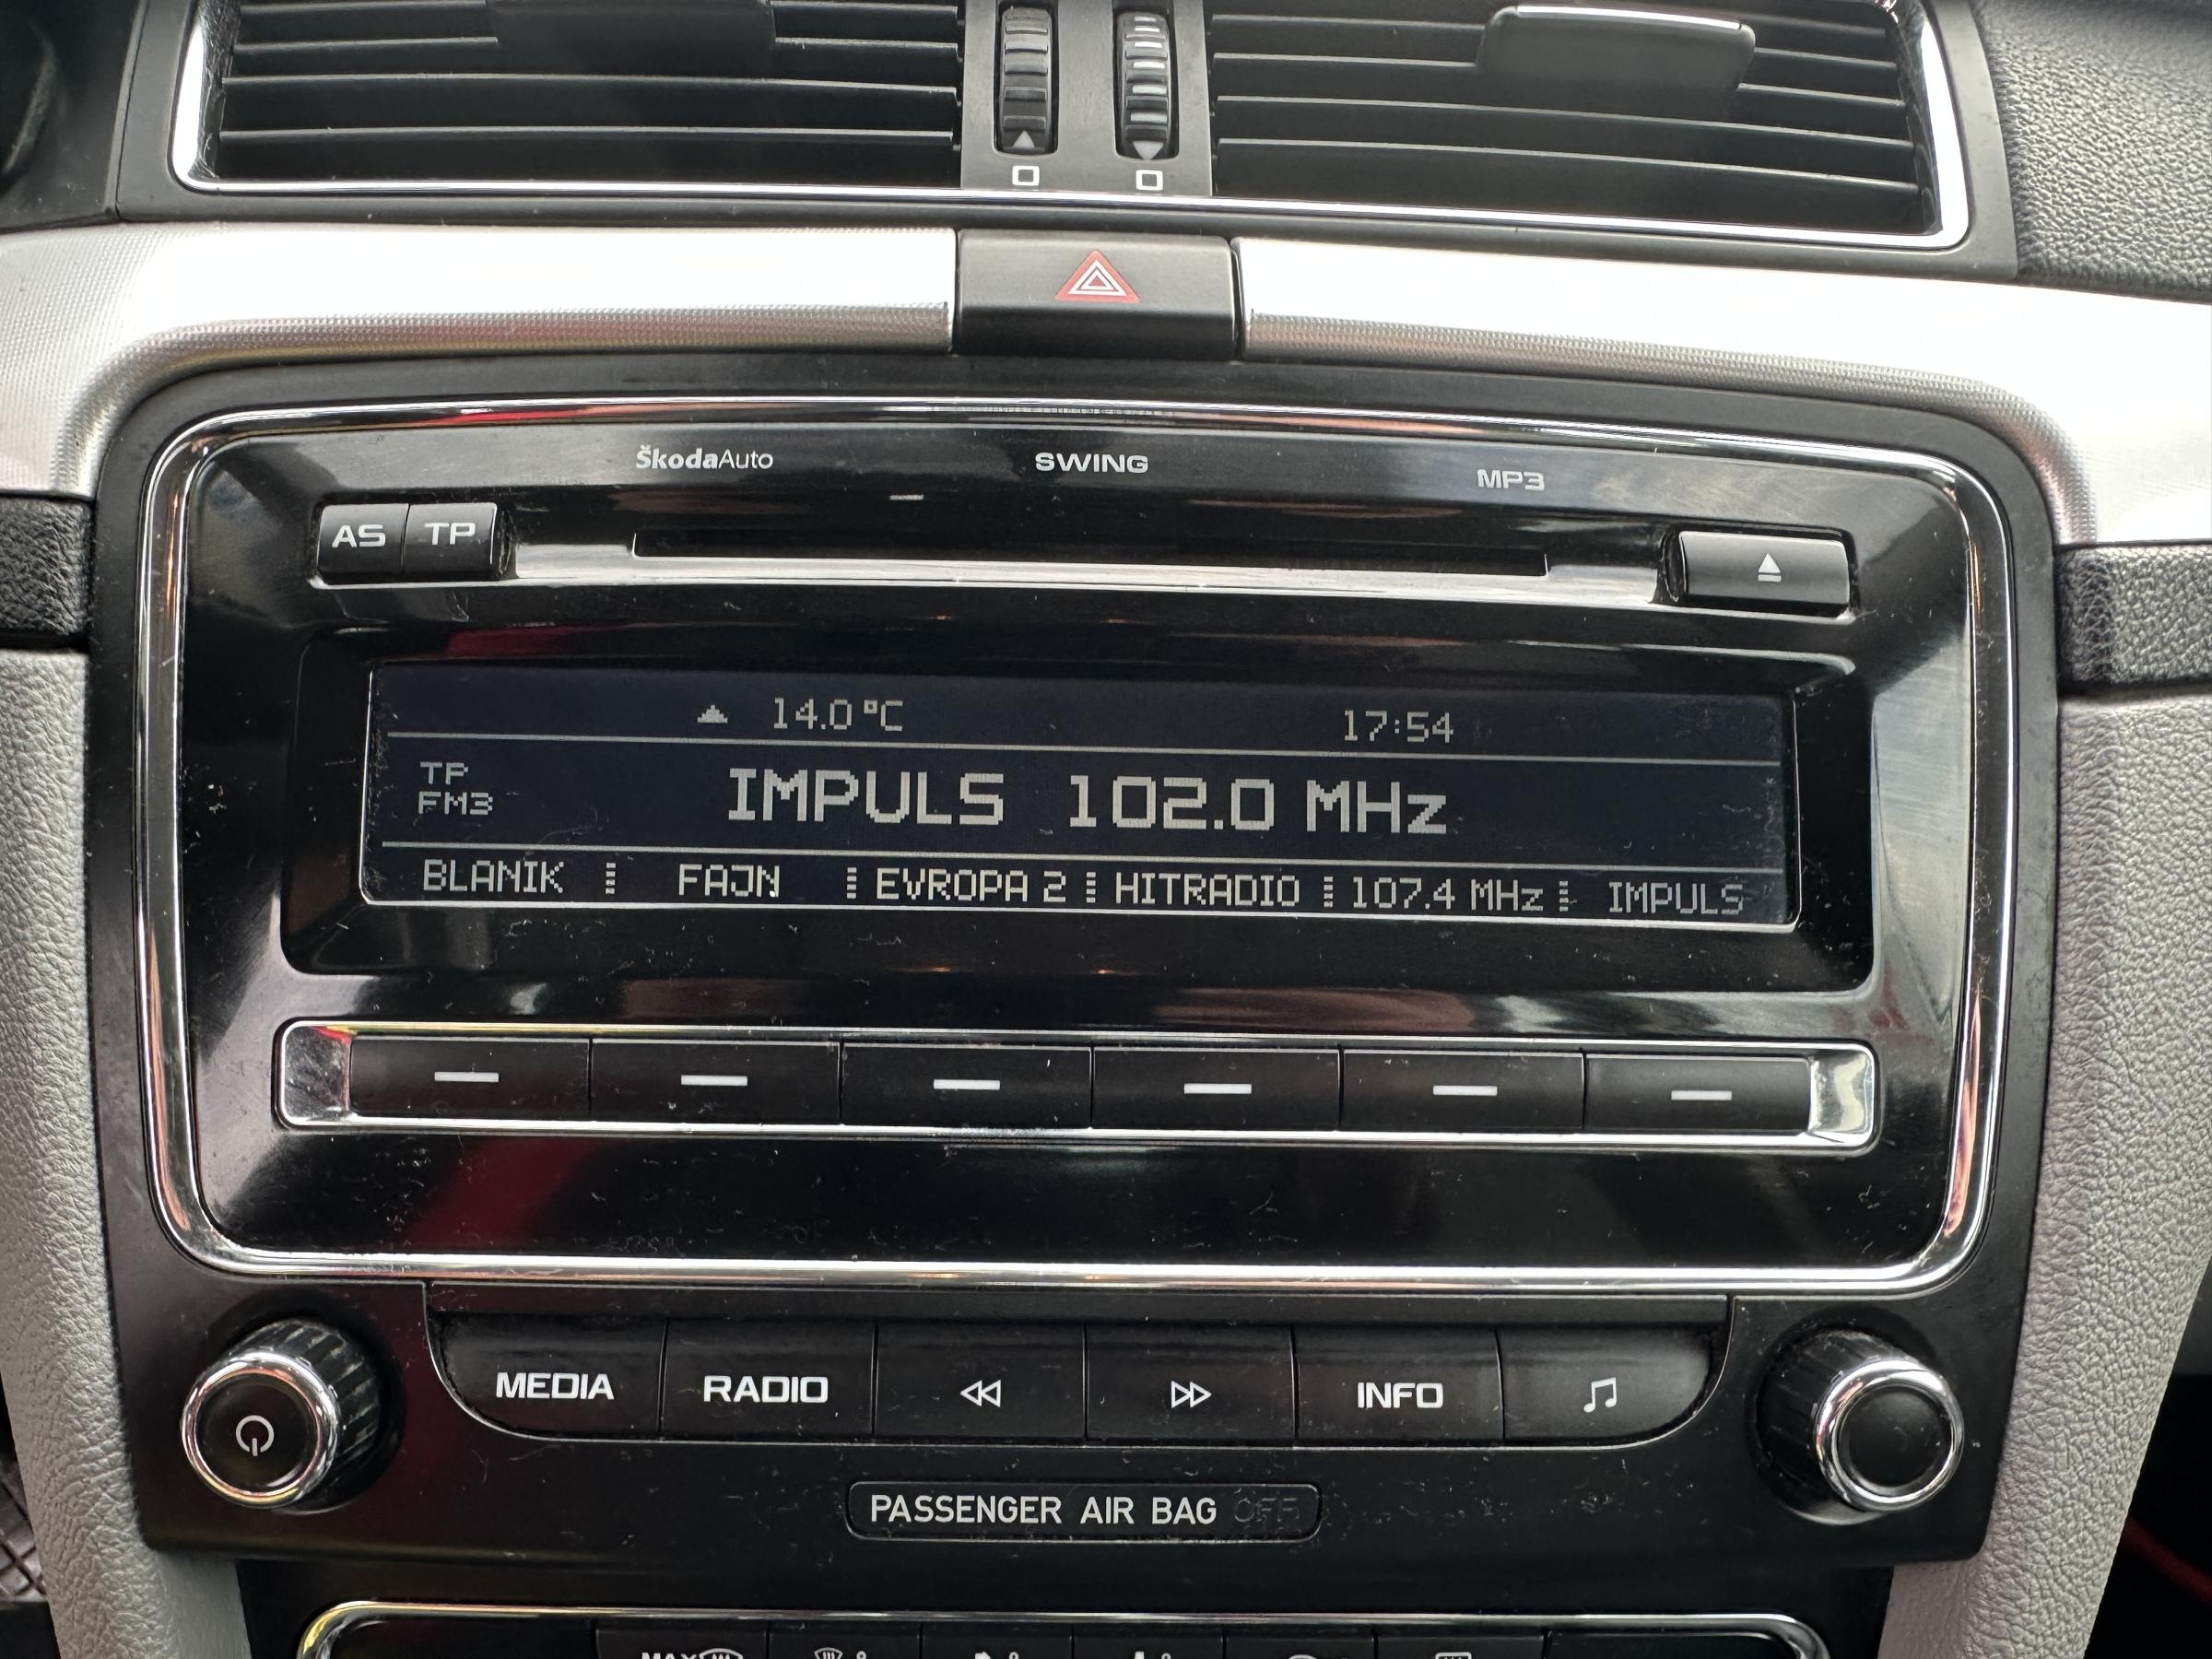 ŠkodaAuto SWING MP3
AS TP
14.0 °C 17:54
TP
FM3
IMPULS 102.0 MHz
BLANIK FAJN EVROPA 2 HITRADIO 107.4 MHz IMPULS
MEDIA RADIO INFO
PASSENGER AIR BAG OFF
MAX